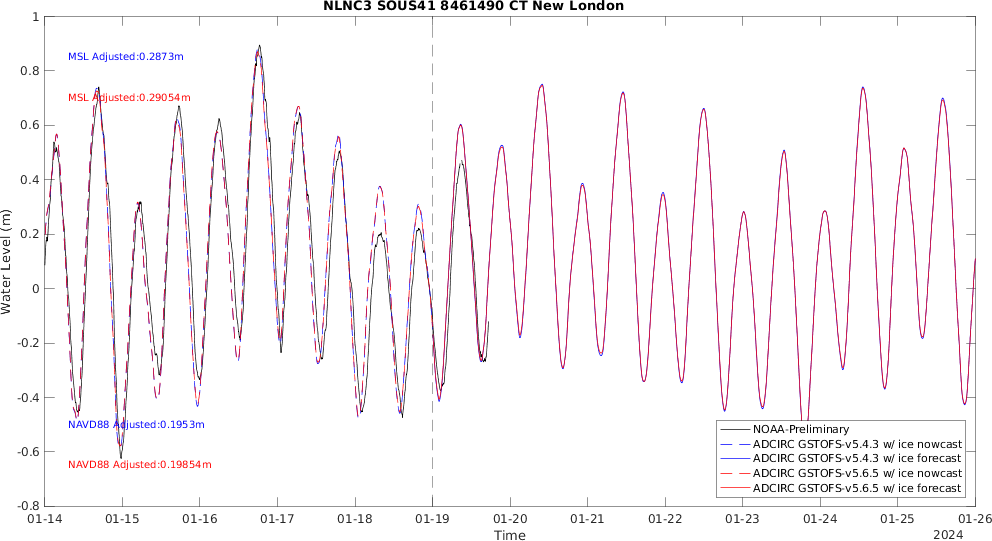 NLNC3 SOUS41 8461490 CT New London
1
0.8
0.6
0.4
0.2
0
-0.2
-0.4
-0.6
-0.8
Water Level (m)
MSL Adjusted:0.2873m
MSL Adjusted:0.29054m
NAVD88 Adjusted:0.1953m
NAVD88 Adjusted:0.19854m
NOAA-Preliminary
ADCIRC GSTOFS-v5.4.3 w/ ice nowcast
ADCIRC GSTOFS-v5.4.3 w/ ice forecast
ADCIRC GSTOFS-v5.6.5 w/ ice nowcast
ADCIRC GSTOFS-v5.6.5 w/ ice forecast
01-14 01-15 01-16 01-17 01-18 01-19 01-20 01-21 01-22 01-23 01-24 01-25 01-26
Time
2024